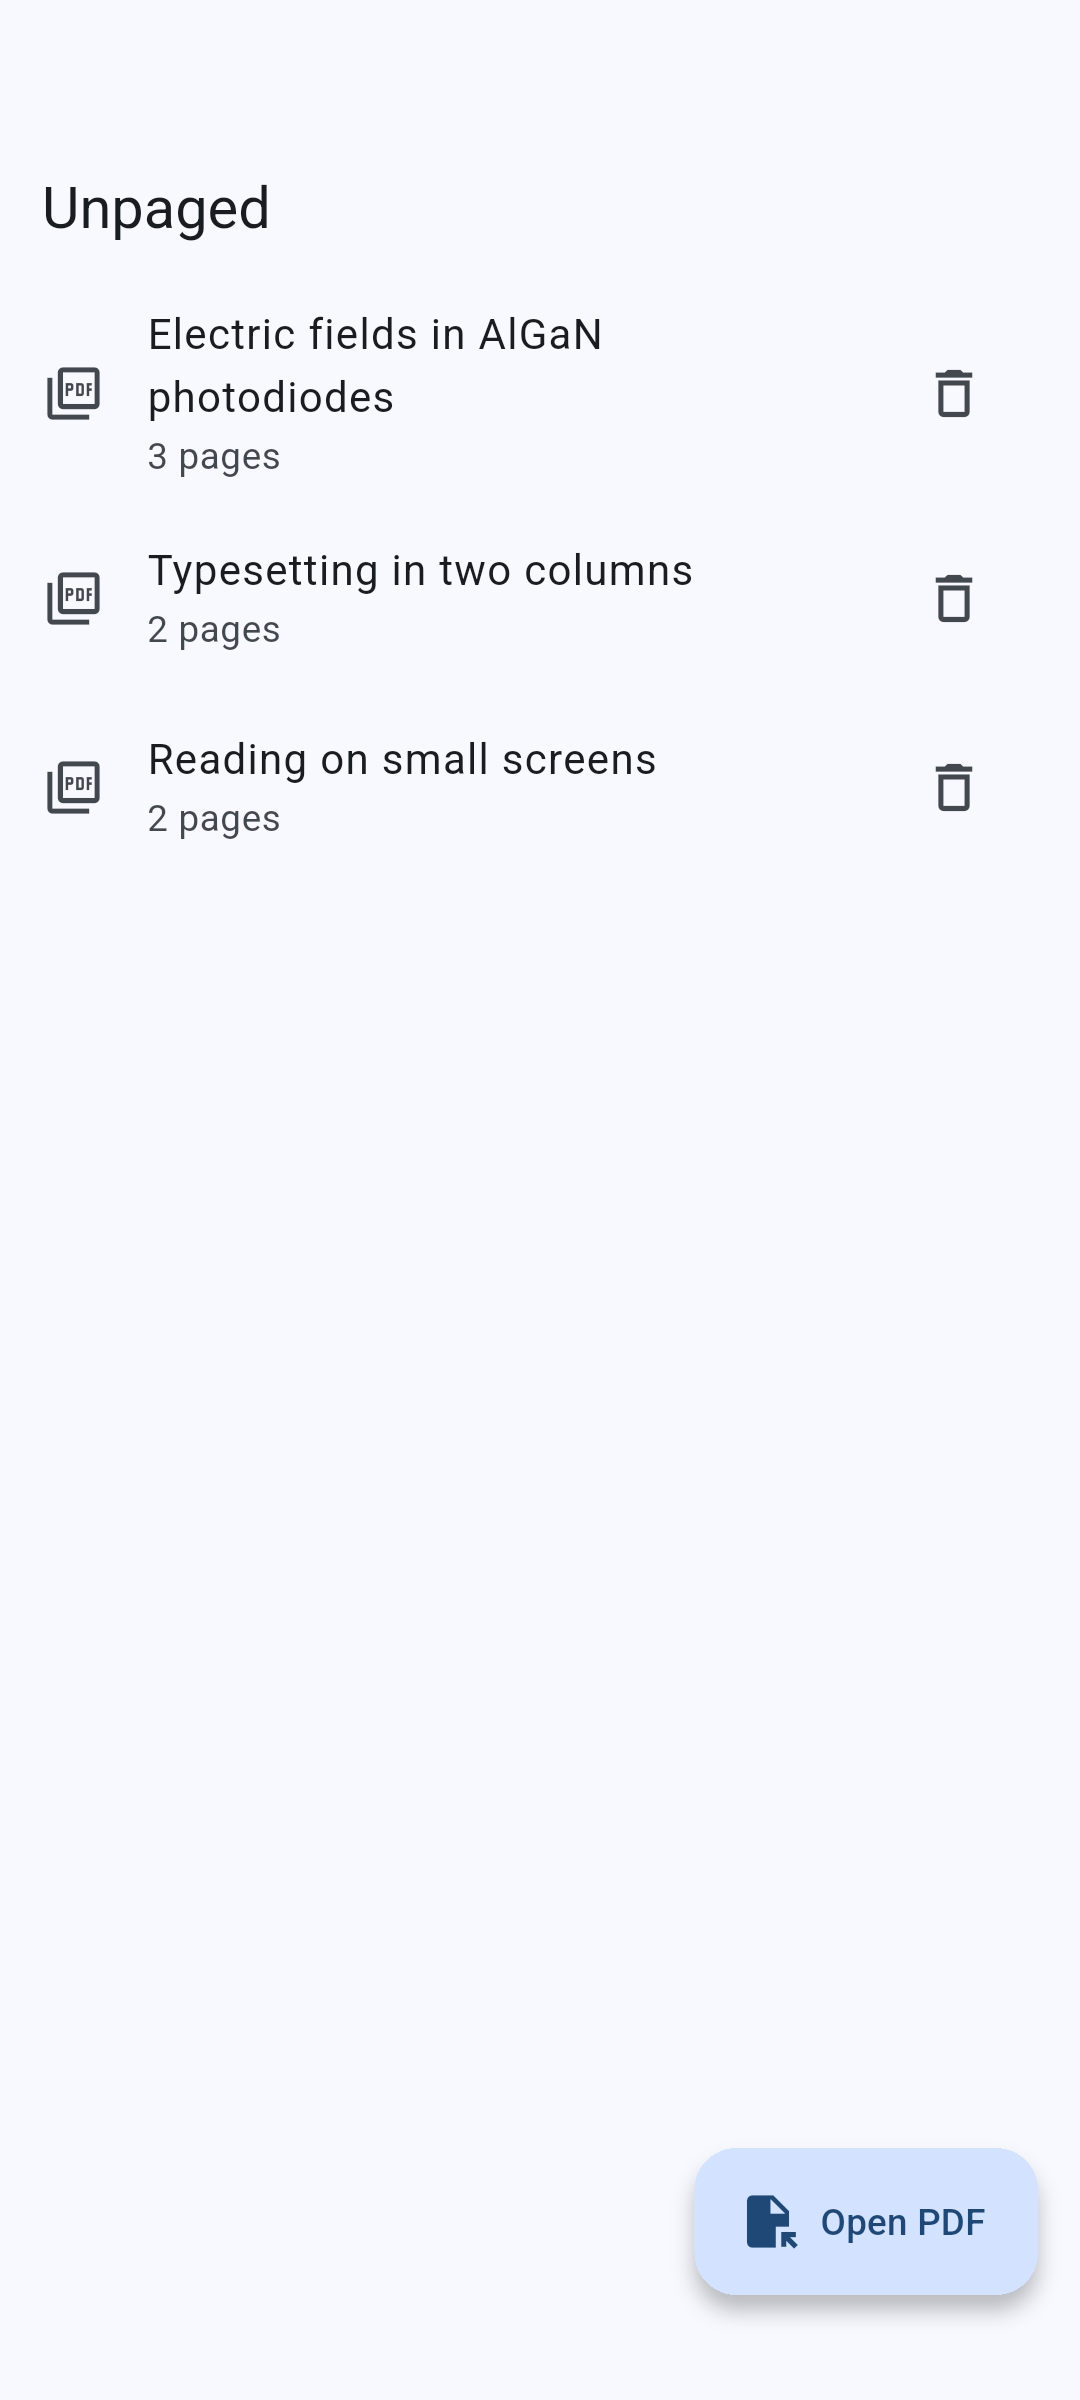 Unpaged
Electric fields in AlGaN
photodiodes
3 pages
PDF
Typesetting in two columns
2 pages
PDF
Reading on small screens
2 pages
PDF
Open PDF